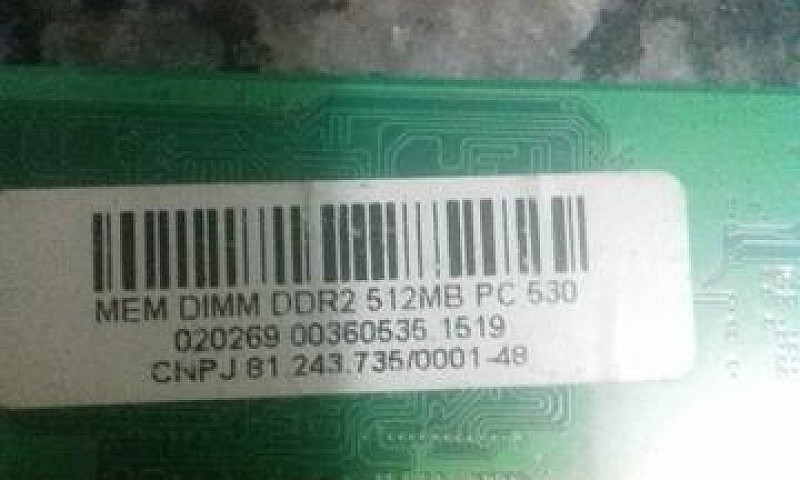 MEM DIMM DDR2 512MB PC 530
020269 00360535 1519
CNPJ 81 243.735/0001-48